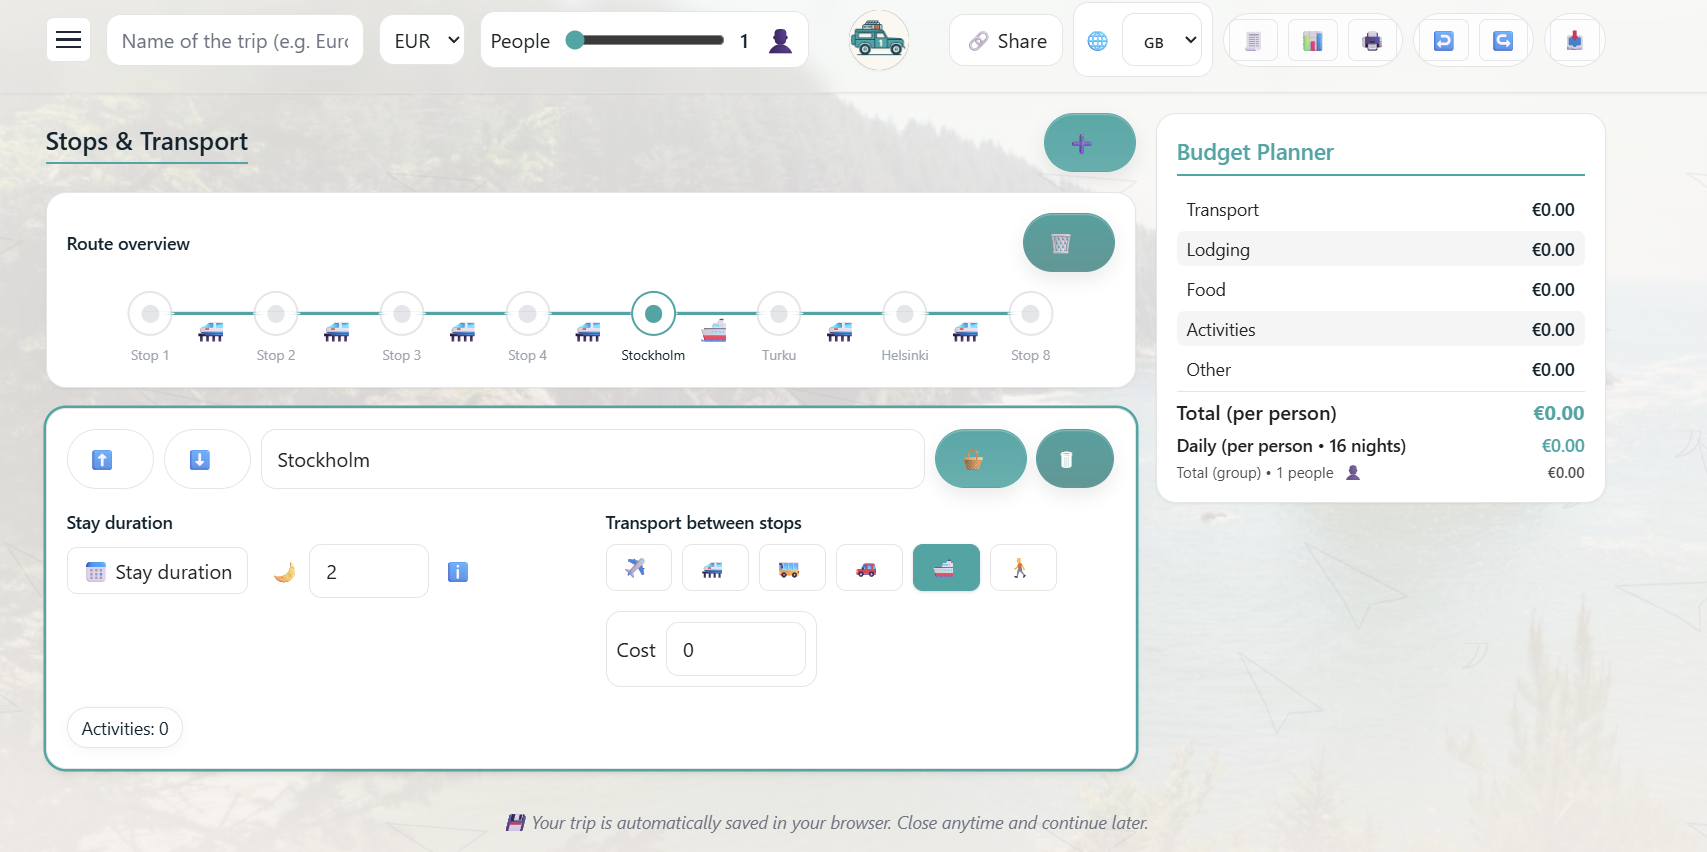 Name of the trip (e.g. Eurc
EUR
People
1
Share
GB
Stops & Transport
Route overview
Stop 1
Stop 2
Stop 3
Stop 4
Stockholm
Turku
Helsinki
Stop 8
Stockholm
Stay duration
Stay duration
2
Transport between stops
Cost
0
Activities: 0
Budget Planner
Transport €0.00
Lodging €0.00
Food €0.00
Activities €0.00
Other €0.00
Total (per person) €0.00
Daily (per person • 16 nights) €0.00
Total (group) • 1 people €0.00
Your trip is automatically saved in your browser. Close anytime and continue later.